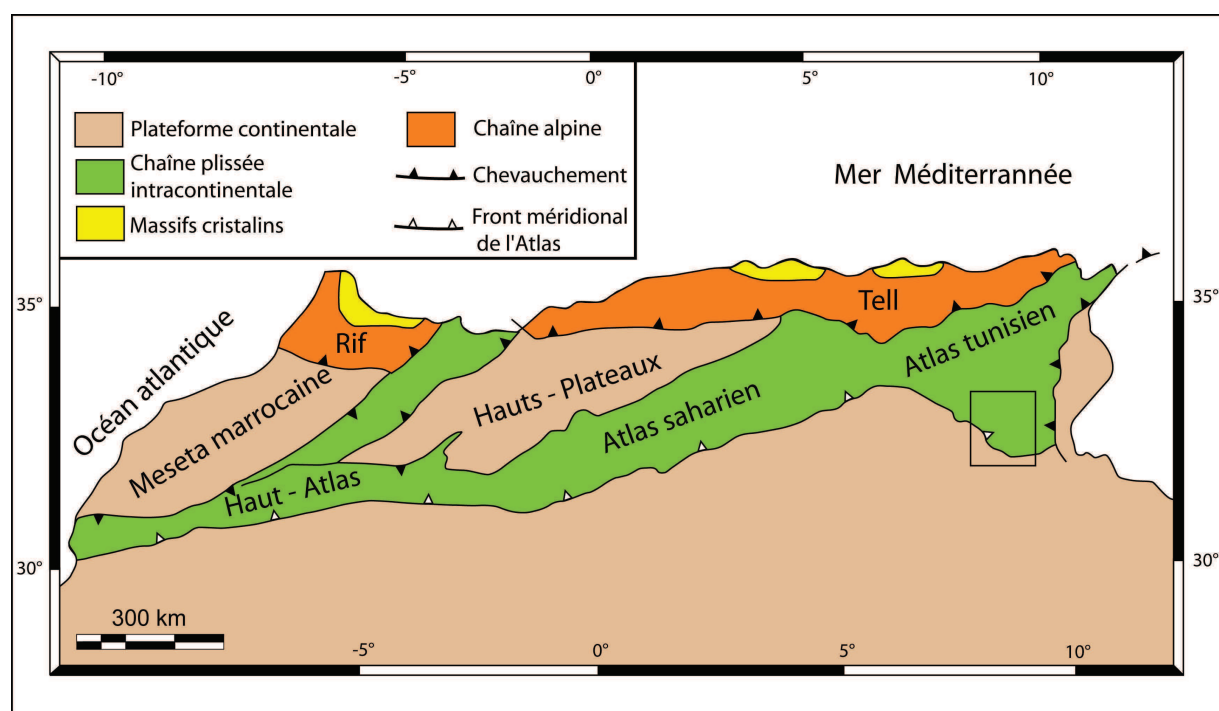 -10°
-5°
0°
5°
10°
Plateforme continentale
Chaîne plissée
intracontinentale
Massifs cristalins
Chaîne alpine
Chevauchement
Front méridional
de l'Atlas
Mer Méditerrannée
35°
35°
Océan atlantique
Rif
Tell
Meseta marrocaine
Hauts - Plateaux
Atlas tunisien
Atlas saharien
Haut - Atlas
30°
30°
300 km
-5°
0°
5°
10°